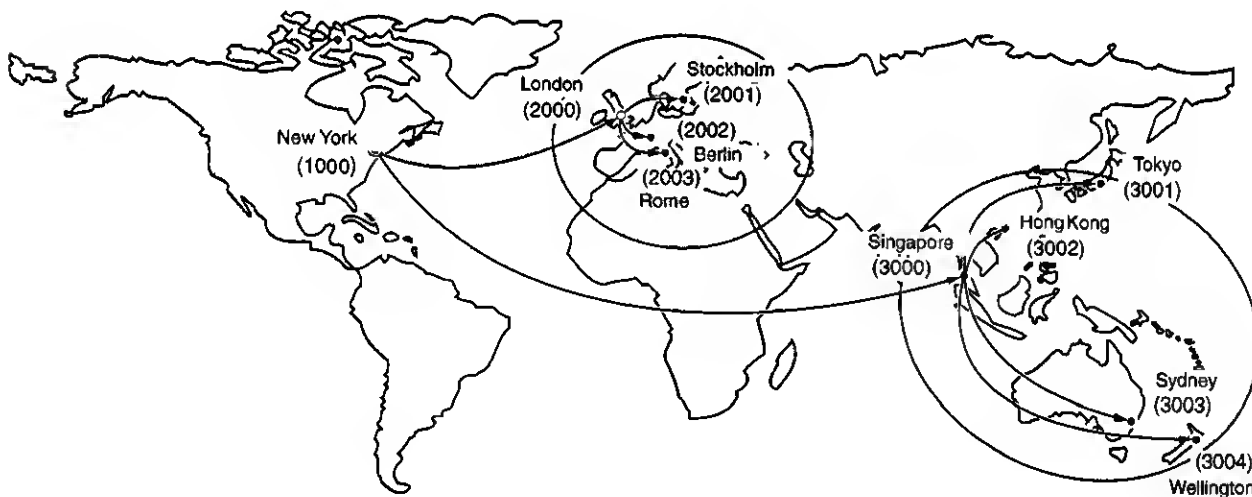 London
(2000)
Stockholm
(2001)
New York
(1000)
(2002)
Berlin
(2003)
Rome
Tokyo
(3001)
Hong Kong
(3002)
Singapore
(3000)
Sydney
(3003)
(3004)
Wellington